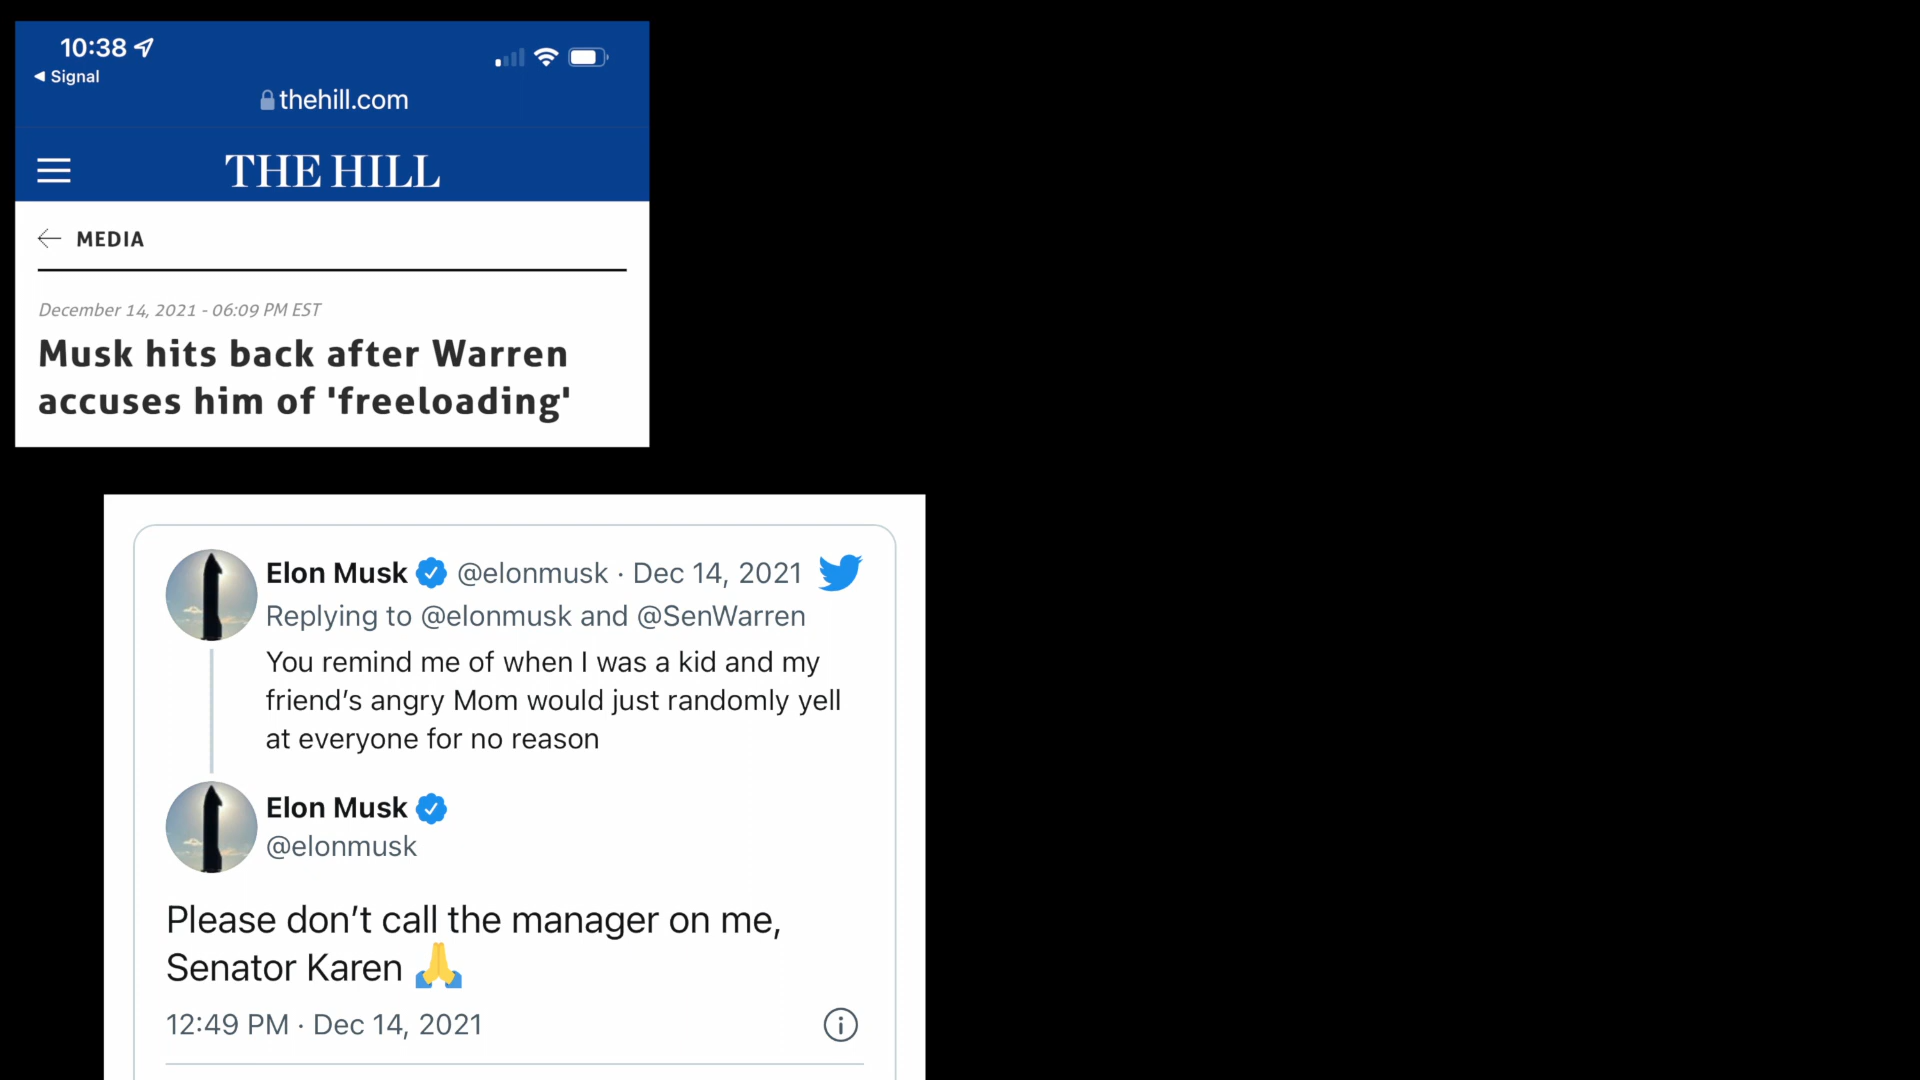 10:38
◀ Signal
thehill.com
THE HILL
← MEDIA
December 14, 2021 - 06:09 PM EST
Musk hits back after Warren
accuses him of 'freeloading'
Elon Musk @elonmusk · Dec 14, 2021
Replying to @elonmusk and @SenWarren
You remind me of when I was a kid and my
friend’s angry Mom would just randomly yell
at everyone for no reason
Elon Musk
@elonmusk
Please don’t call the manager on me,
Senator Karen 🙏
12:49 PM · Dec 14, 2021